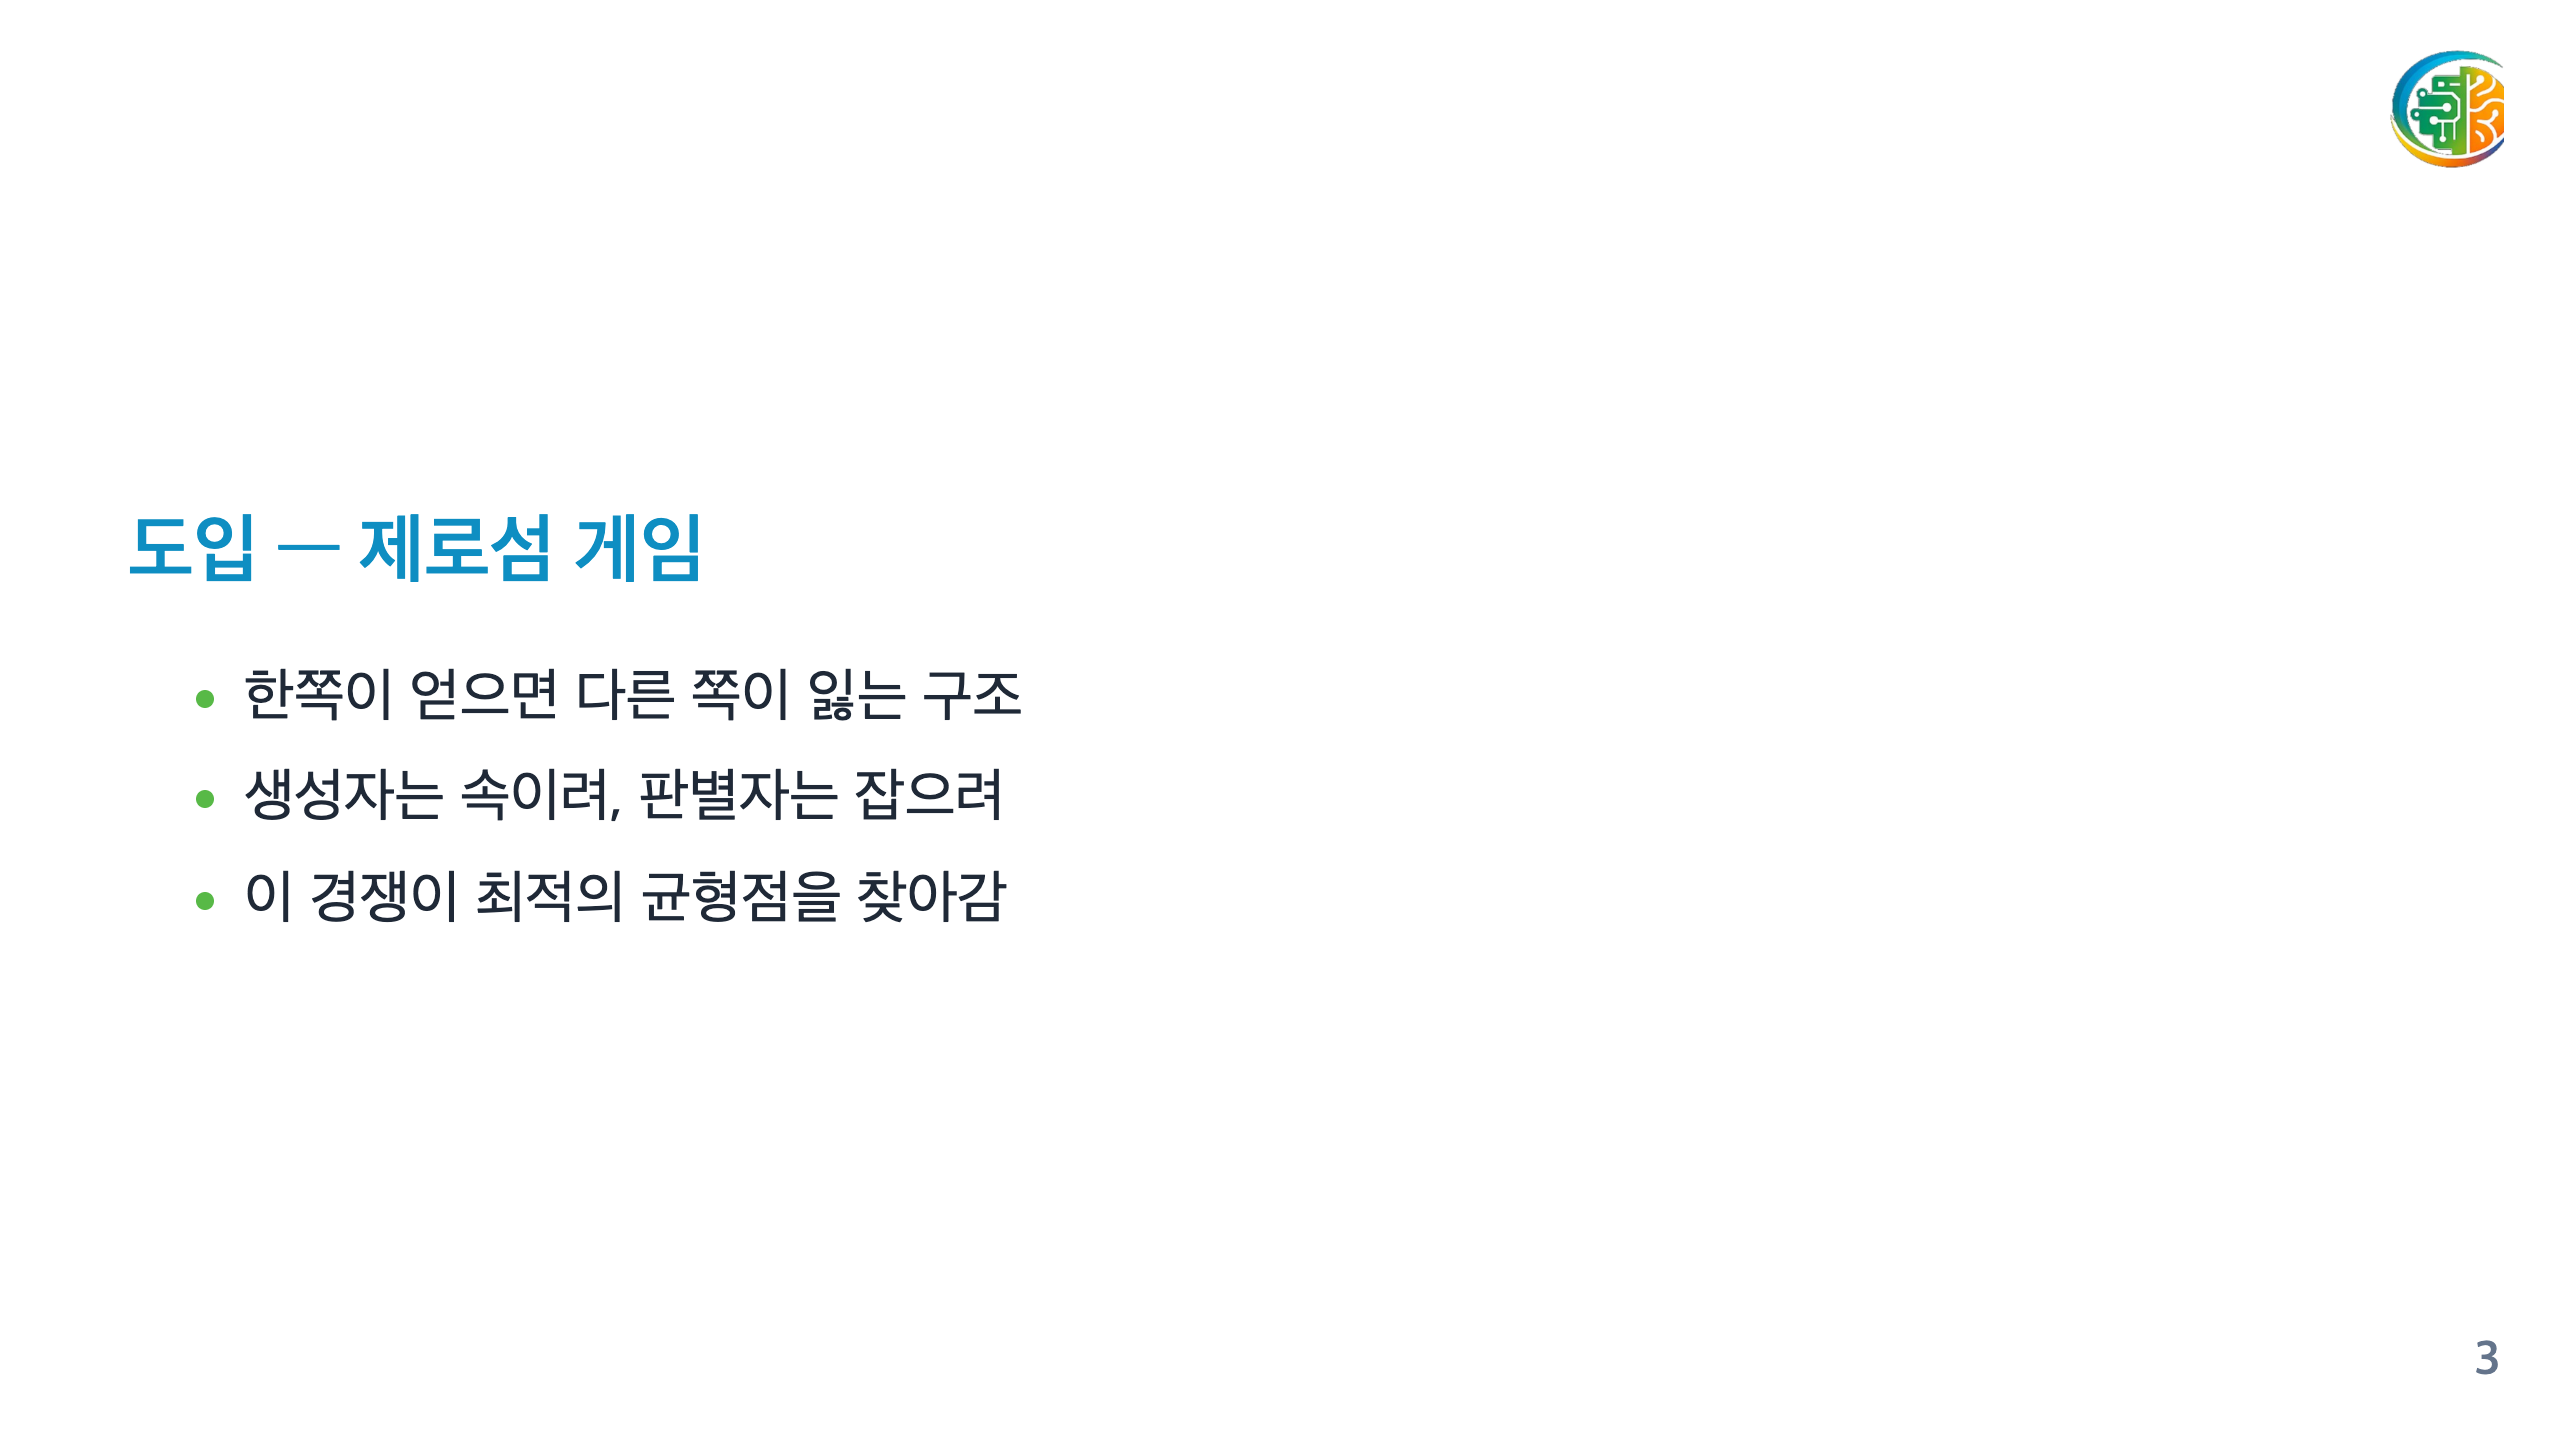 도입 — 제로섬 게임
• 한쪽이 얻으면 다른 쪽이 잃는 구조
• 생성자는 속이려, 판별자는 잡으려
• 이 경쟁이 최적의 균형점을 찾아감
3